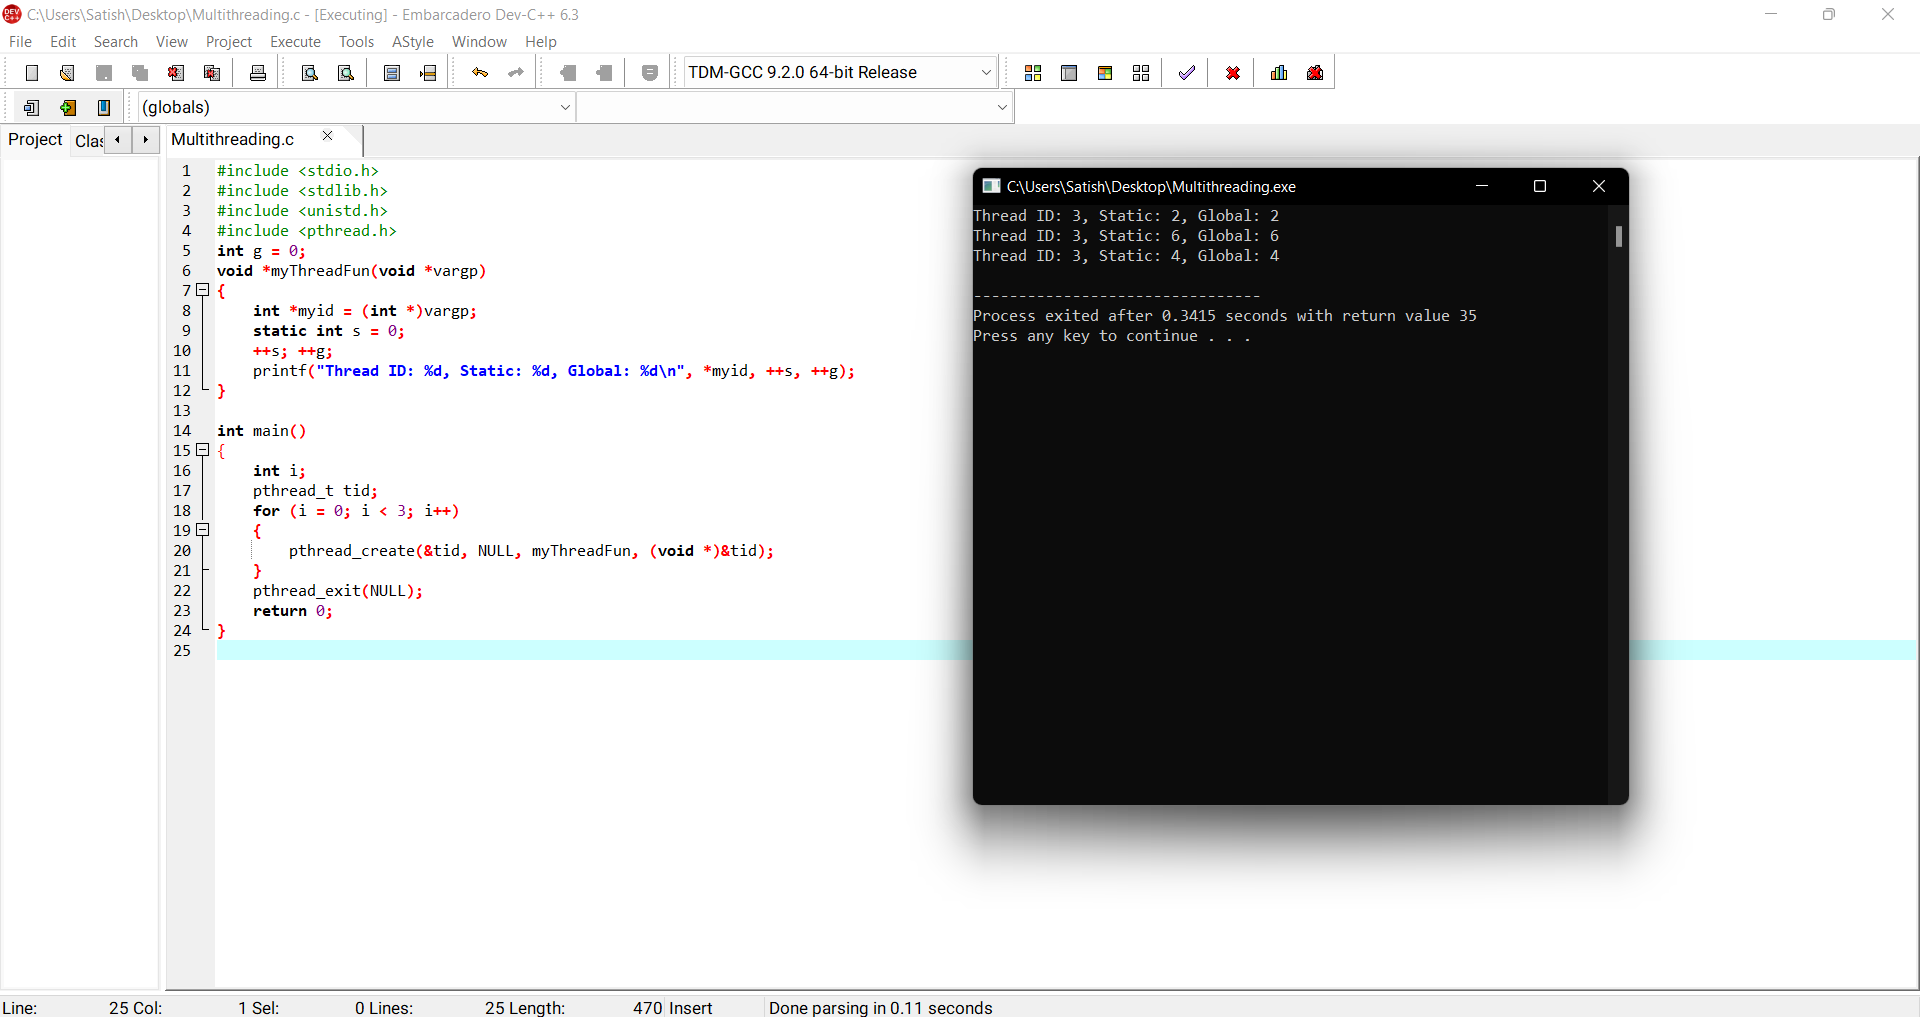 C:\Users\Satish\Desktop\Multithreading.c - [Executing] - Embarcadero Dev-C++ 6.3
File Edit Search View Project Execute Tools AStyle Window Help
TDM-GCC 9.2.0 64-bit Release
(globals)
Project Clas Multithreading.c
1 #include <stdio.h>
2 #include <stdlib.h>
3 #include <unistd.h>
4 #include <pthread.h>
5 int g = 0;
6 void *myThreadFun(void *vargp)
7 {
8 int *myid = (int *)vargp;
9 static int s = 0;
10 ++s; ++g;
11 printf("Thread ID: %d, Static: %d, Global: %d\n", *myid, ++s, ++g);
12 }
13
14 int main()
15 {
16 int i;
17 pthread_t tid;
18 for (i = 0; i < 3; i++)
19 {
20 pthread_create(&tid, NULL, myThreadFun, (void *)&tid);
21 }
22 pthread_exit(NULL);
23 return 0;
24 }
25
C:\Users\Satish\Desktop\Multithreading.exe
Thread ID: 3, Static: 2, Global: 2
Thread ID: 3, Static: 6, Global: 6
Thread ID: 3, Static: 4, Global: 4
--------------------------------
Process exited after 0.3415 seconds with return value 35
Press any key to continue . . .
Line: 25 Col: 1 Sel: 0 Lines: 25 Length: 470 Insert Done parsing in 0.11 seconds